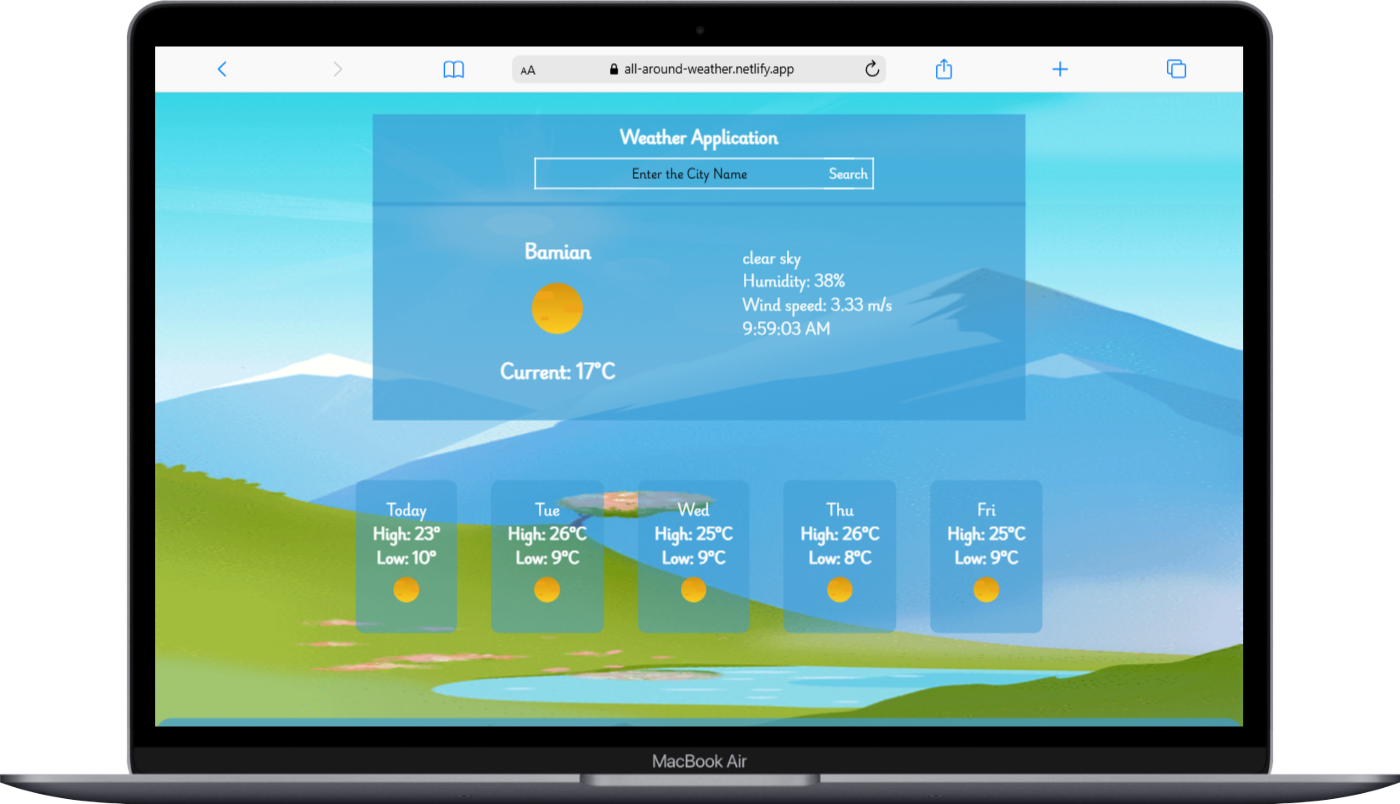 AA all-around-weather.netlify.app
Weather Application
Enter the City Name Search
Bamian
Current: 17°C
clear sky
Humidity: 38%
Wind speed: 3.33 m/s
9:59:03 AM
Today
High: 23°
Low: 10°
Tue
High: 26°C
Low: 9°C
Wed
High: 25°C
Low: 9°C
Thu
High: 26°C
Low: 8°C
Fri
High: 25°C
Low: 9°C
MacBook Air